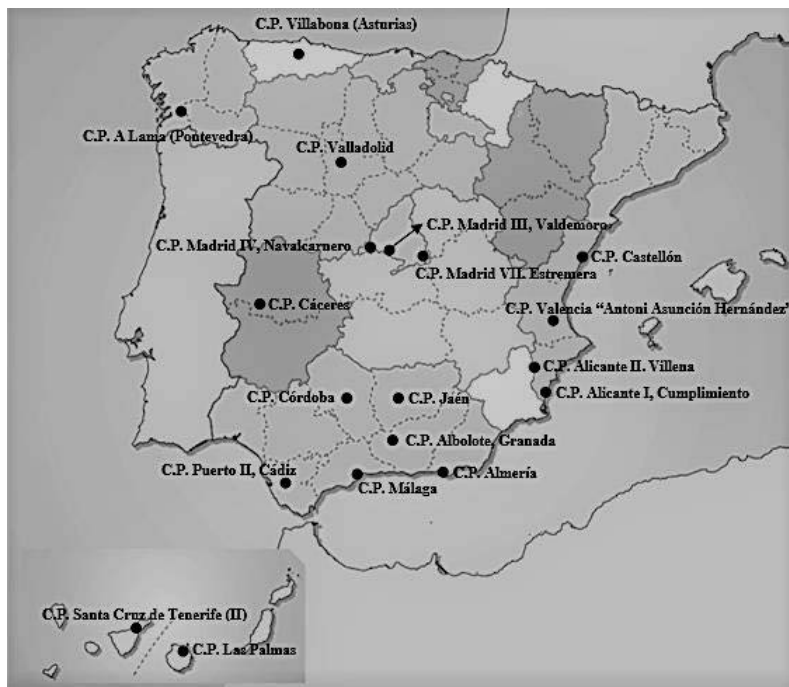 C.P. Villabona (Asturias)
C.P. A Lama (Pontevedra)
C.P. Valladolid
C.P. Madrid III, Valdemoro
C.P. Madrid IV, Navalcarnero
C.P. Madrid VII. Estremera
C.P. Castellón
C.P. Cáceres
C.P. Valencia "Antoni Asunción Hernández"
C.P. Alicante II. Villena
C.P. Alicante I, Cumplimiento
C.P. Córdoba
C.P. Jaén
C.P. Albolote, Granada
C.P. Puerto II, Cádiz
C.P. Málaga
C.P. Almería
C.P. Santa Cruz de Tenerife (II)
C.P. Las Palmas